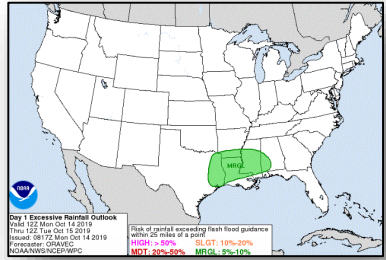 MRGL
NOAA
Day 1 Excessive Rainfall Outlook
Valid 12Z Mon Oct 14 2019
Thru 12Z Tue Oct 15 2019
Issued: 0817Z Mon Oct 14 2019
Forecaster: ORAVEC
NOAA/NWS/NCEP/WPC
Risk of rainfall exceeding flash flood guidance
within 25 miles of a point
HIGH: > 50% SLGT: 10%-20%
MDT: 20%-50% MRGL: 5%-10%